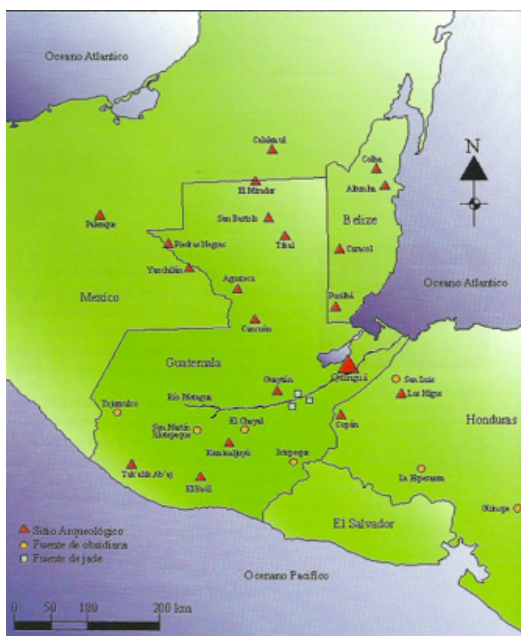 Oceano Atlantico
Calakmul
Colha
N
El Mirador
Altunha
San Bartolo
Belize
Palenque
Tikal
Piedras Negras
Caracol
Yaxchilán
Aguateca
Oceano Atlantico
Mexico
Pusilhá
Cancuén
Guatemala
Quiriguá
San Luis
Guaytán
Los Higos
Río Motagua
Tajumulco
Honduras
El Chayal
Copán
San Martín
Jilotepeque
Kaminaljuyú
Ixtepeque
Tak'alik Ab'aj
La Esperanza
El Baúl
Güinope
El Salvador
Sitio Arqueológico
Fuente de obsidiana
Fuente de jade
Oceano Pacifico
0 50 100 200 km